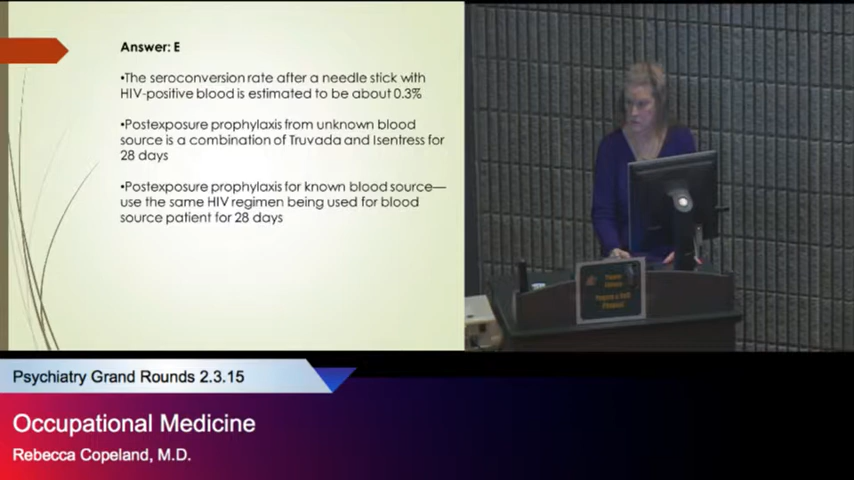 Answer: E
•The seroconversion rate after a needle stick with
HIV-positive blood is estimated to be about 0.3%
•Postexposure prophylaxis from unknown blood
source is a combination of Truvada and Isentress for
28 days
•Postexposure prophylaxis for known blood source—
use the same HIV regimen being used for blood
source patient for 28 days
Psychiatry Grand Rounds 2.3.15
Occupational Medicine
Rebecca Copeland, M.D.